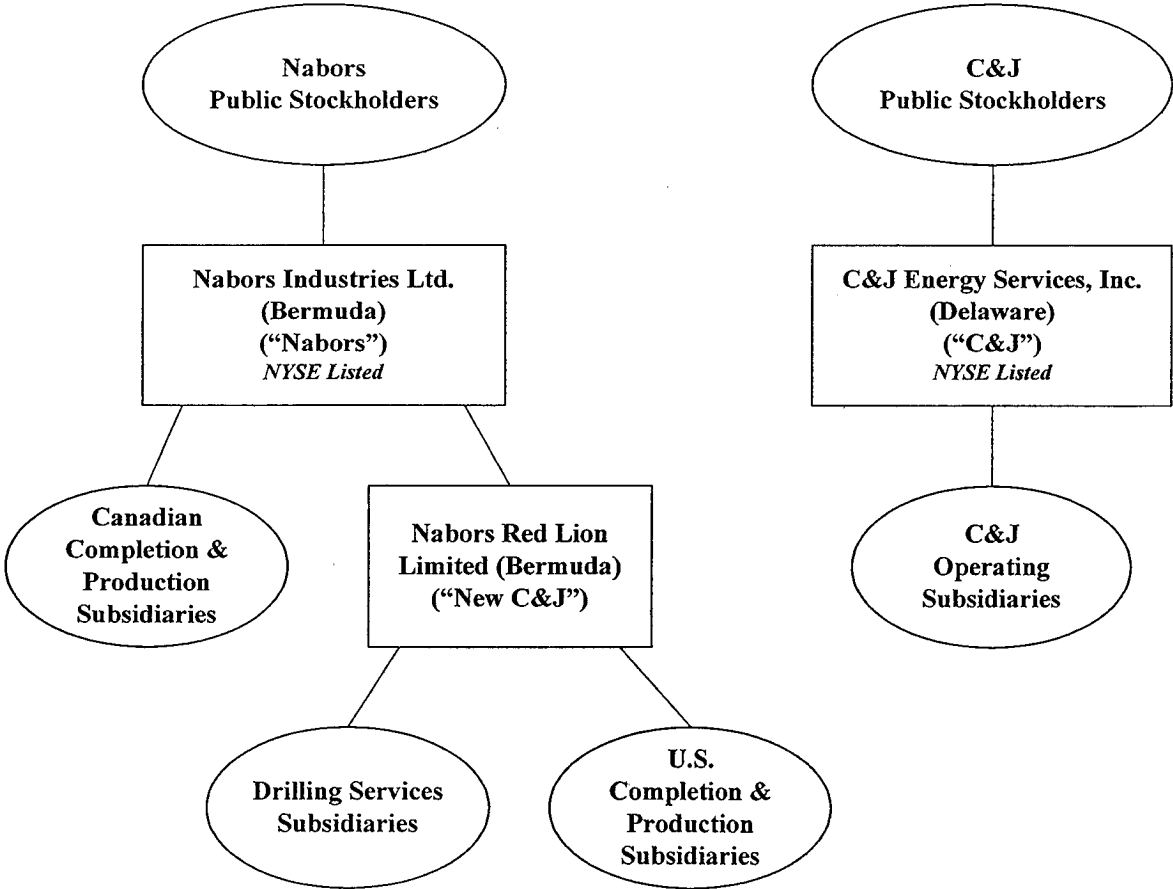 Nabors
Public Stockholders
C&J
Public Stockholders
Nabors Industries Ltd.
(Bermuda)
(“Nabors”)
NYSE Listed
C&J Energy Services, Inc.
(Delaware)
(“C&J”)
NYSE Listed
Canadian
Completion &
Production
Subsidiaries
Nabors Red Lion
Limited (Bermuda)
(“New C&J”)
C&J
Operating
Subsidiaries
Drilling Services
Subsidiaries
U.S.
Completion &
Production
Subsidiaries